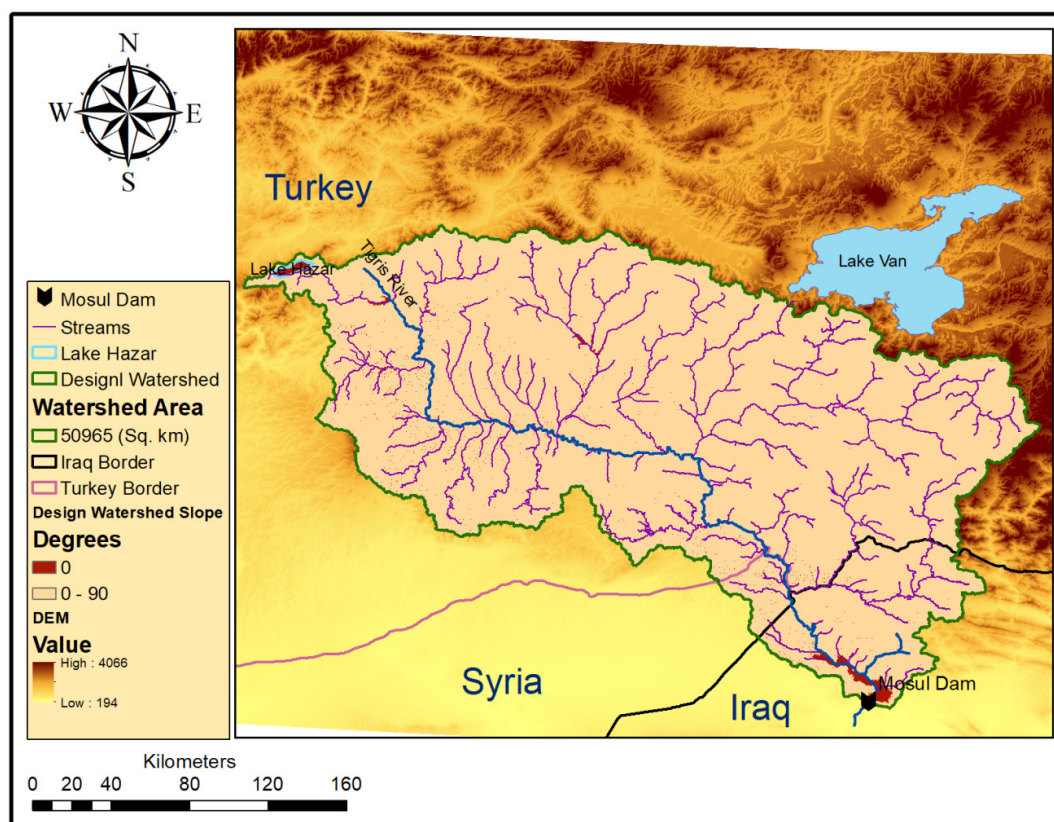 N
W
E
S
Turkey
Lake Hazar
Tigris River
Lake Van
Syria
Iraq
Mosul Dam
Mosul Dam
Streams
Lake Hazar
Designl Watershed
Watershed Area
50965 (Sq. km)
Iraq Border
Turkey Border
Design Watershed Slope
Degrees
0
0 - 90
DEM
Value
High : 4066
Low : 194
Kilometers
0 20 40 80 120 160